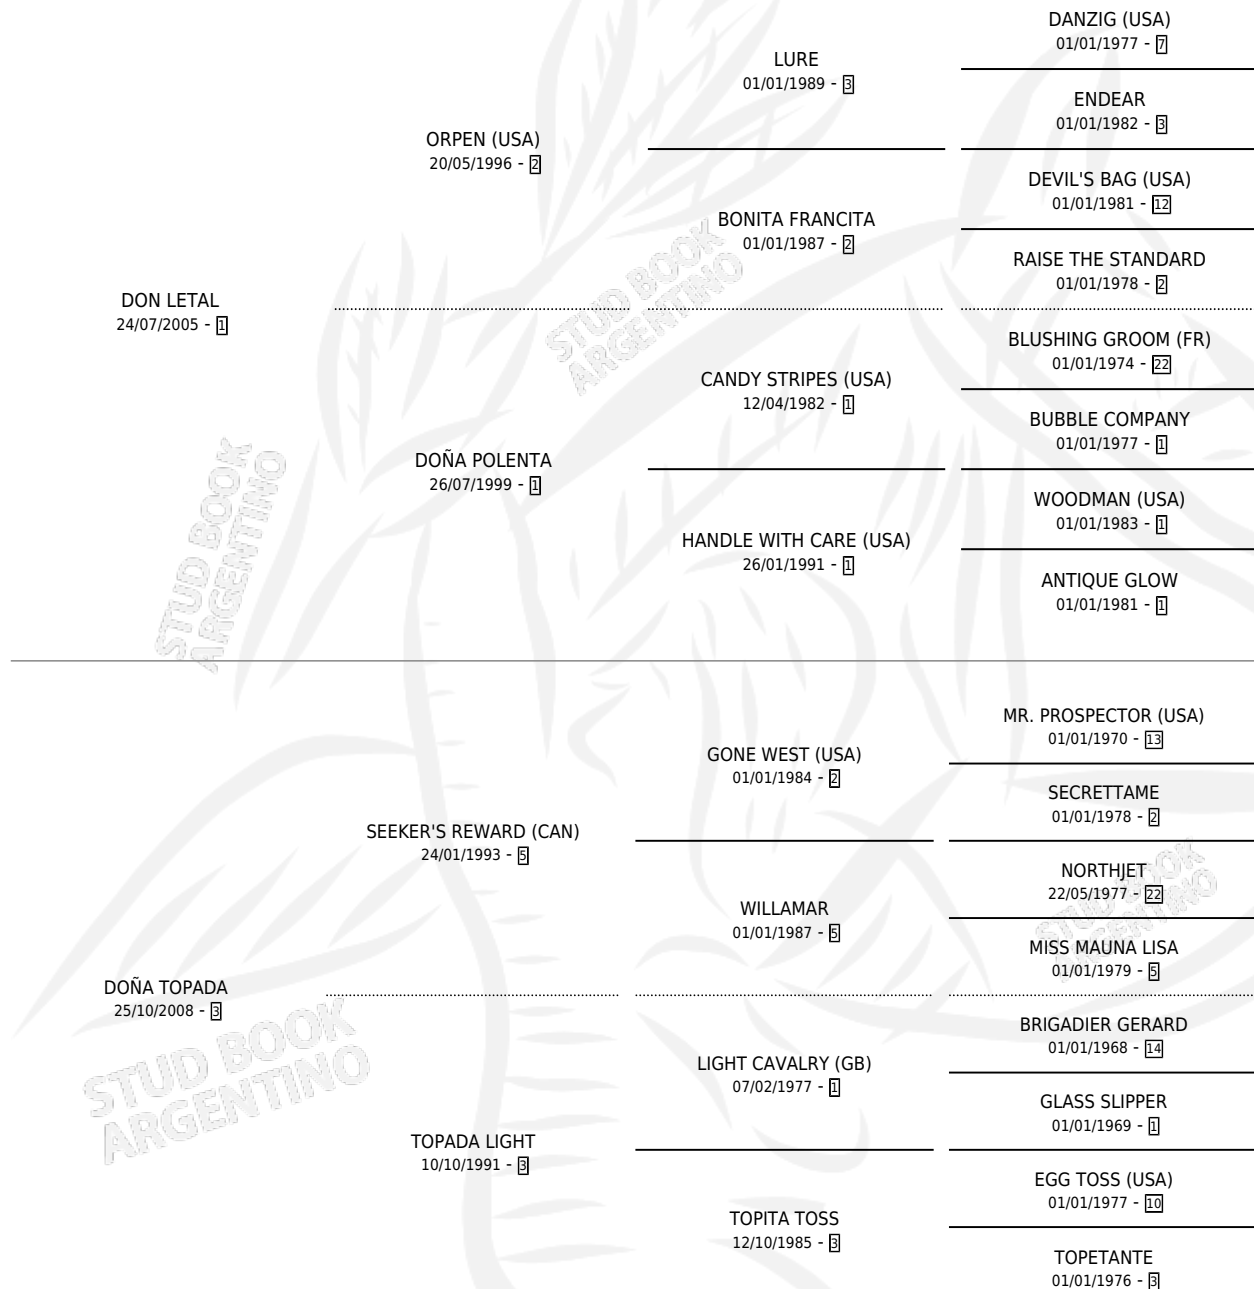 DON LETAL
24/07/2005 - 1
ORPEN (USA)
20/05/1996 - 2
LURE
01/01/1989 - 3
DANZIG (USA)
01/01/1977 - 7
ENDEAR
01/01/1982 - 3
BONITA FRANCITA
01/01/1987 - 2
DEVIL'S BAG (USA)
01/01/1981 - 12
RAISE THE STANDARD
01/01/1978 - 2
DOÑA POLENTA
26/07/1999 - 1
CANDY STRIPES (USA)
12/04/1982 - 1
BLUSHING GROOM (FR)
01/01/1974 - 22
BUBBLE COMPANY
01/01/1977 - 1
HANDLE WITH CARE (USA)
26/01/1991 - 1
WOODMAN (USA)
01/01/1983 - 1
ANTIQUE GLOW
01/01/1981 - 1
DOÑA TOPADA
25/10/2008 - 3
SEEKER'S REWARD (CAN)
24/01/1993 - 5
GONE WEST (USA)
01/01/1984 - 2
MR. PROSPECTOR (USA)
01/01/1970 - 13
SECRETTAME
01/01/1978 - 2
WILLAMAR
01/01/1987 - 5
NORTHJET
22/05/1977 - 22
MISS MAUNA LISA
01/01/1979 - 5
TOPADA LIGHT
10/10/1991 - 3
LIGHT CAVALRY (GB)
07/02/1977 - 1
BRIGADIER GERARD
01/01/1968 - 14
GLASS SLIPPER
01/01/1969 - 1
TOPITA TOSS
12/10/1985 - 3
EGG TOSS (USA)
01/01/1977 - 10
TOPETANTE
01/01/1976 - 3
STUD BOOK
ARGENTINO
STUD BOOK
ARGENTINO
STUD BOOK
ARGENTINO
STUD BOOK
ARGENTINO